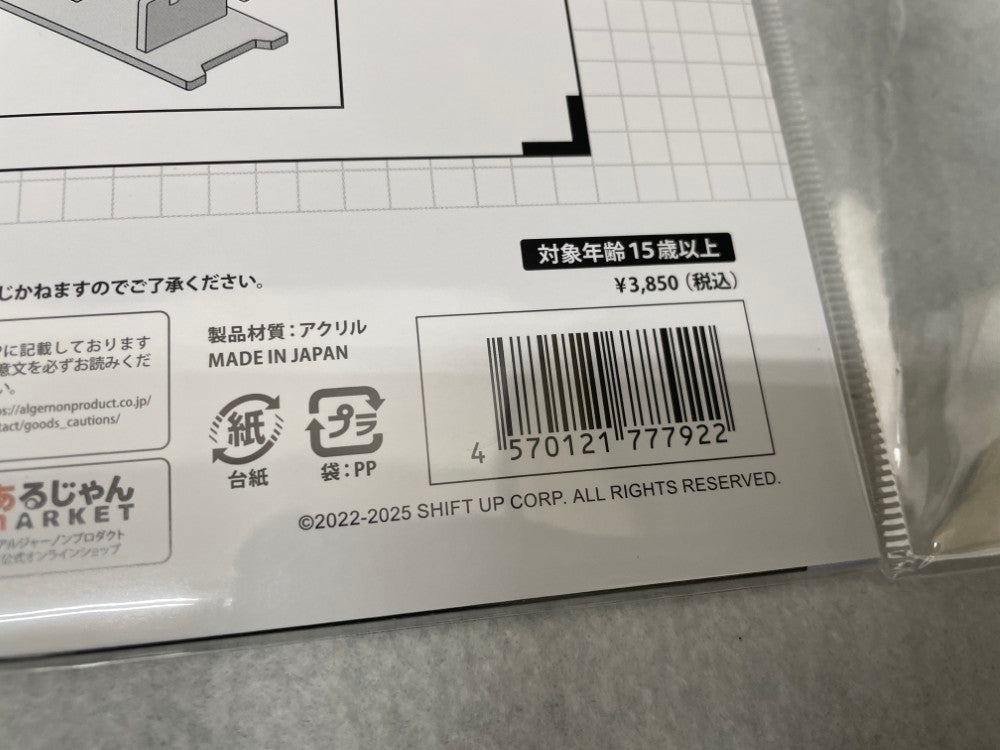 対象年齢15歳以上
¥3,850（税込）
じかねますのでご了承ください。
に記載しております
意文を必ずお読みくだ
い。
s://algernonproduct.co.jp/
tact/goods_cautions/
製品材質：アクリル
MADE IN JAPAN
紙
台紙
プラ
袋：PP
4 570121 777922
あるじゃん
MARKET
アルジャーノンプロダクト
公式オンラインショップ
©2022-2025 SHIFT UP CORP. ALL RIGHTS RESERVED.